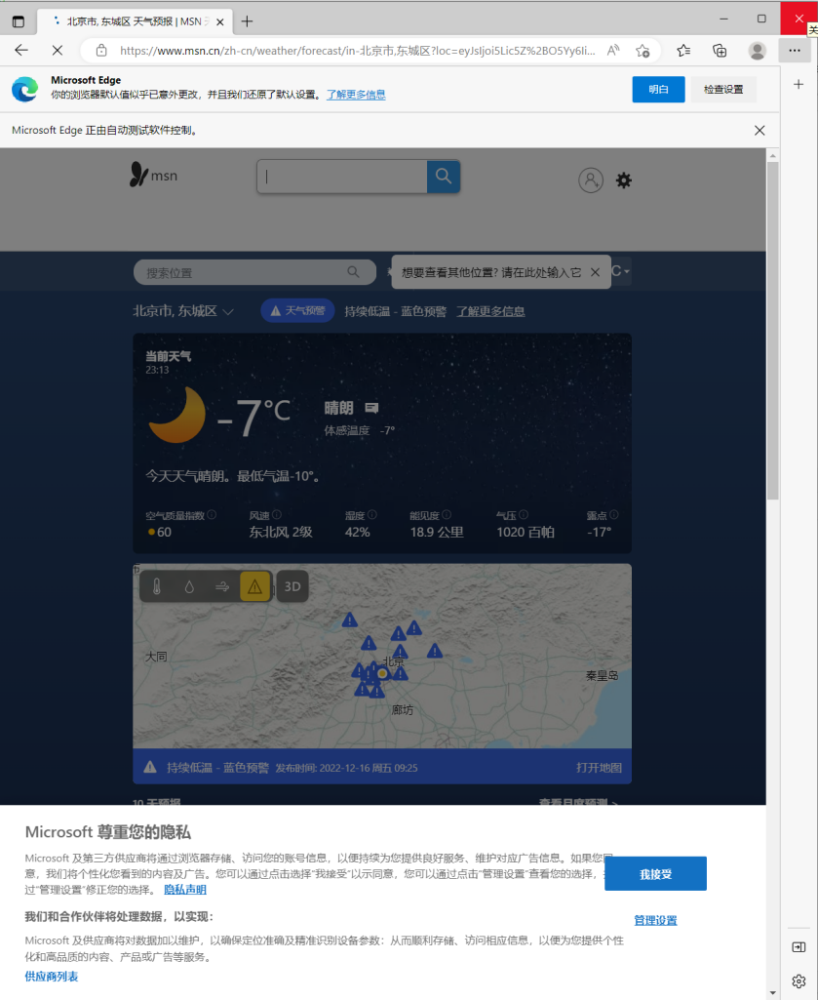 北京市, 东城区 天气预报 | MSN 天
关
https://www.msn.cn/zh-cn/weather/forecast/in-北京市,东城区?loc=eyJsIjoi5Lic5Z%2BO5Yy6Ii...
Microsoft Edge
你的浏览器默认值似乎已意外更改，并且我们还原了默认设置。 了解更多信息
明白
检查设置
Microsoft Edge 正由自动测试软件控制。
msn
搜索位置
想要查看其他位置? 请在此处输入它
C
北京市, 东城区
天气预警
持续低温 - 蓝色预警
了解更多信息
当前天气
23:13
-7°C
晴朗
体感温度 -7°
今天天气晴朗。最低气温-10°。
空气质量指数 风速 湿度 能见度 气压 露点
60 东北风, 2级 42% 18.9 公里 1020 百帕 -17°
3D
大同
北京
秦皇岛
廊坊
持续低温 - 蓝色预警 发布时间: 2022-12-16 周五 09:25 打开地图
10 天预报 查看月度预测 >
Microsoft 尊重您的隐私
Microsoft 及第三方供应商将通过浏览器存储、访问您的账号信息，以便持续为您提供良好服务、维护对应广告信息。如果您同
意，我们将个性化您看到的内容及广告。您可以通过点击选择"我接受"以示同意，您可以通过点击"管理设置"查看您的选择，
过"管理设置"修正您的选择。 隐私声明
我接受
我们和合作伙伴将处理数据，以实现：
管理设置
Microsoft 及供应商将对数据加以维护，以确保定位准确及精准识别设备参数：从而顺利存储、访问相应信息，以便为您提供个性
化和高品质的内容、产品或广告等服务。
供应商列表